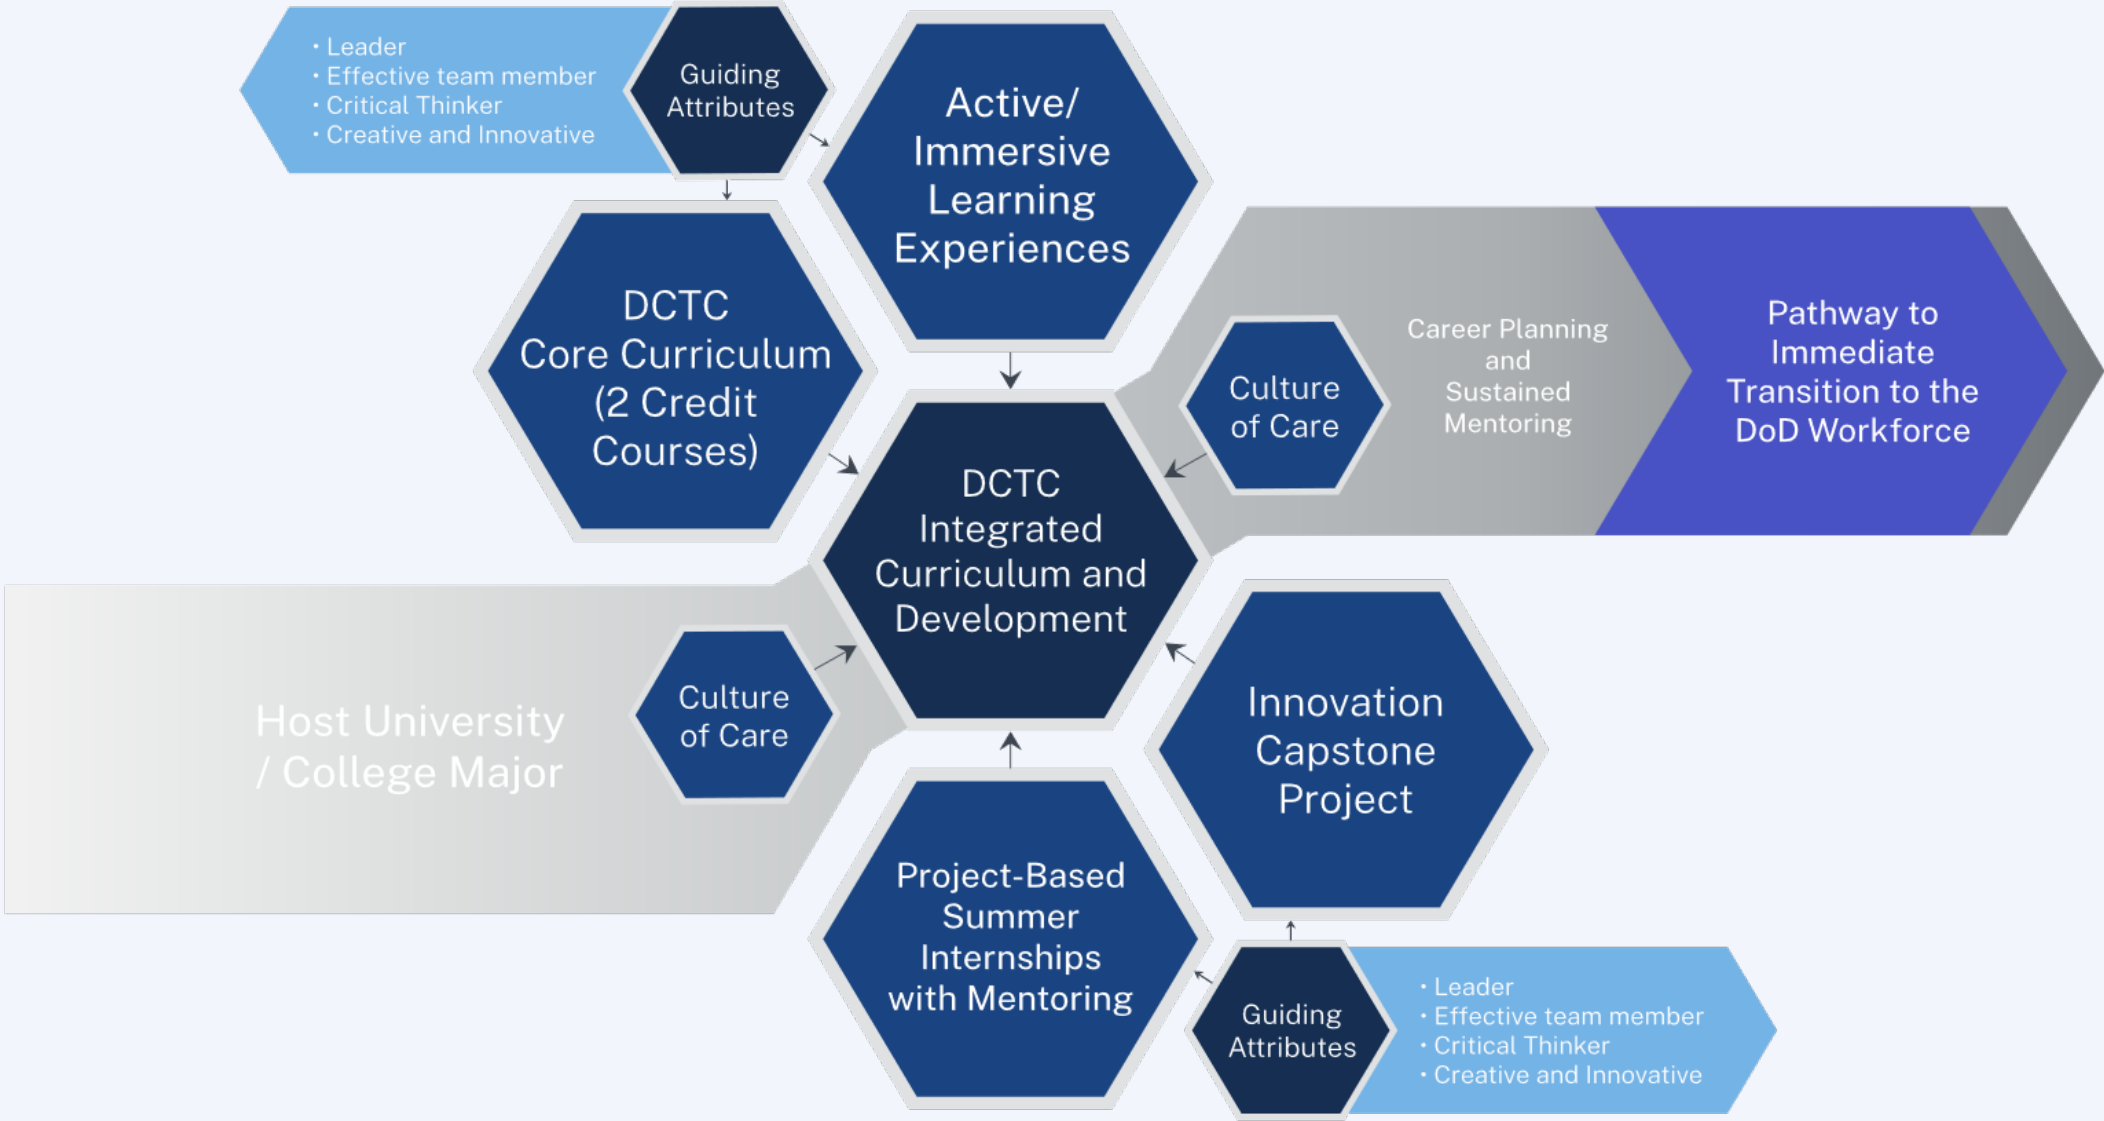 • Leader
• Effective team member
• Critical Thinker
• Creative and Innovative
Guiding
Attributes
Active/
Immersive
Learning
Experiences
DCTC
Core Curriculum
(2 Credit
Courses)
Culture
of Care
Career Planning
and
Sustained
Mentoring
Pathway to
Immediate
Transition to the
DoD Workforce
DCTC
Integrated
Curriculum and
Development
Host University
/ College Major
Culture
of Care
Innovation
Capstone
Project
Project-Based
Summer
Internships
with Mentoring
Guiding
Attributes
• Leader
• Effective team member
• Critical Thinker
• Creative and Innovative